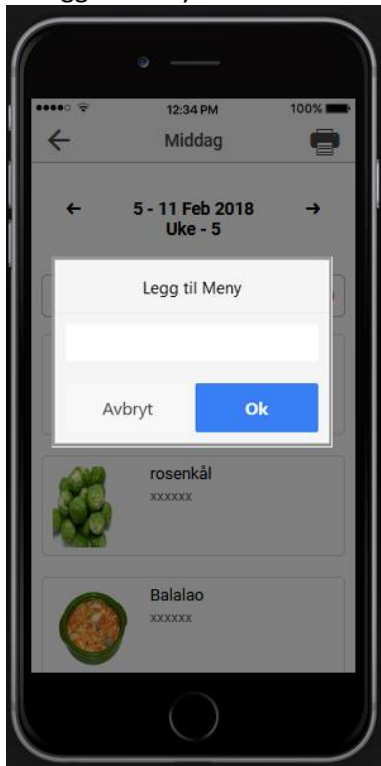 12:34 PM
100%
Middag
5 - 11 Feb 2018
Uke - 5
Legg til Meny
Avbryt
Ok
rosenkål
xxxxxx
Balalao
xxxxxx